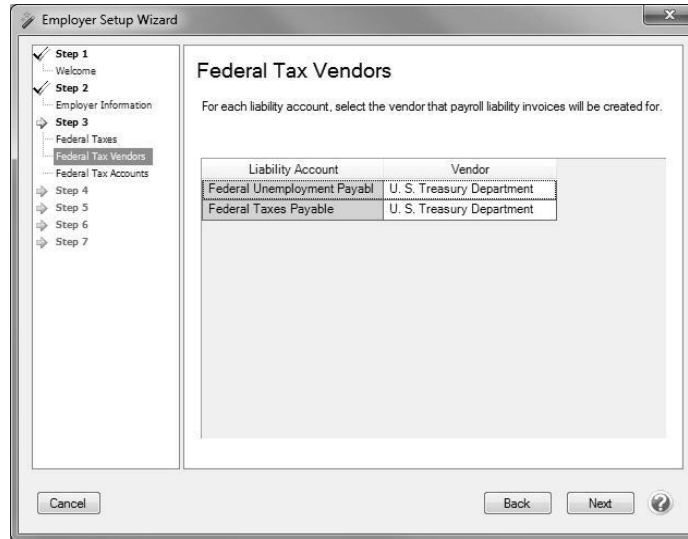 Employer Setup Wizard
Step 1
Welcome
Step 2
Employer Information
Step 3
Federal Taxes
Federal Tax Vendors
Federal Tax Accounts
Step 4
Step 5
Step 6
Step 7
Federal Tax Vendors
For each liability account, select the vendor that payroll liability invoices will be created for.
Liability Account Vendor
Federal Unemployment Payabl U. S. Treasury Department
Federal Taxes Payable U. S. Treasury Department
Cancel Back Next ?